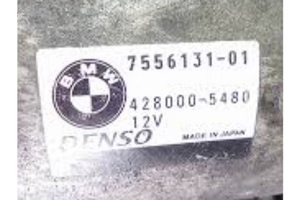 BMW
7556131-01
428000-5480
12V
DENSO
MADE IN JAPAN